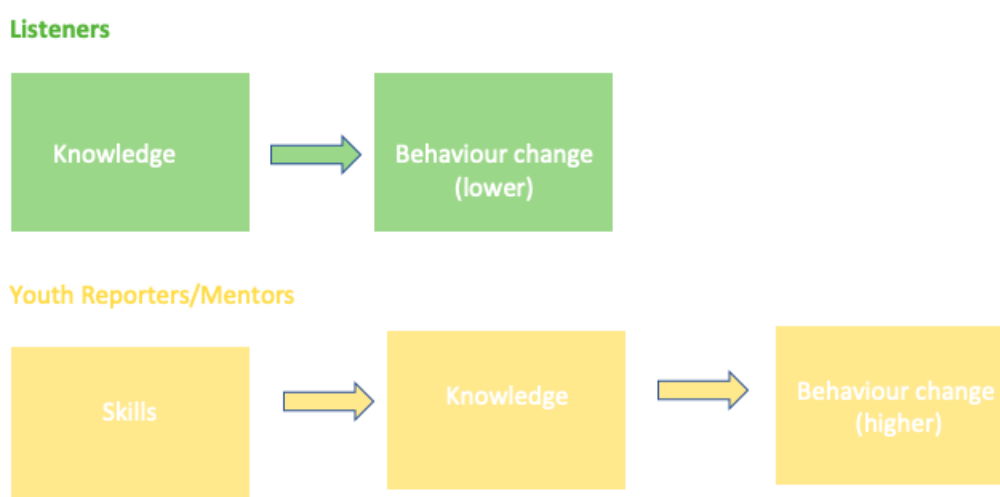 Listeners
Knowledge
Behaviour change
(lower)
Youth Reporters/Mentors
Skills
Knowledge
Behaviour change
(higher)